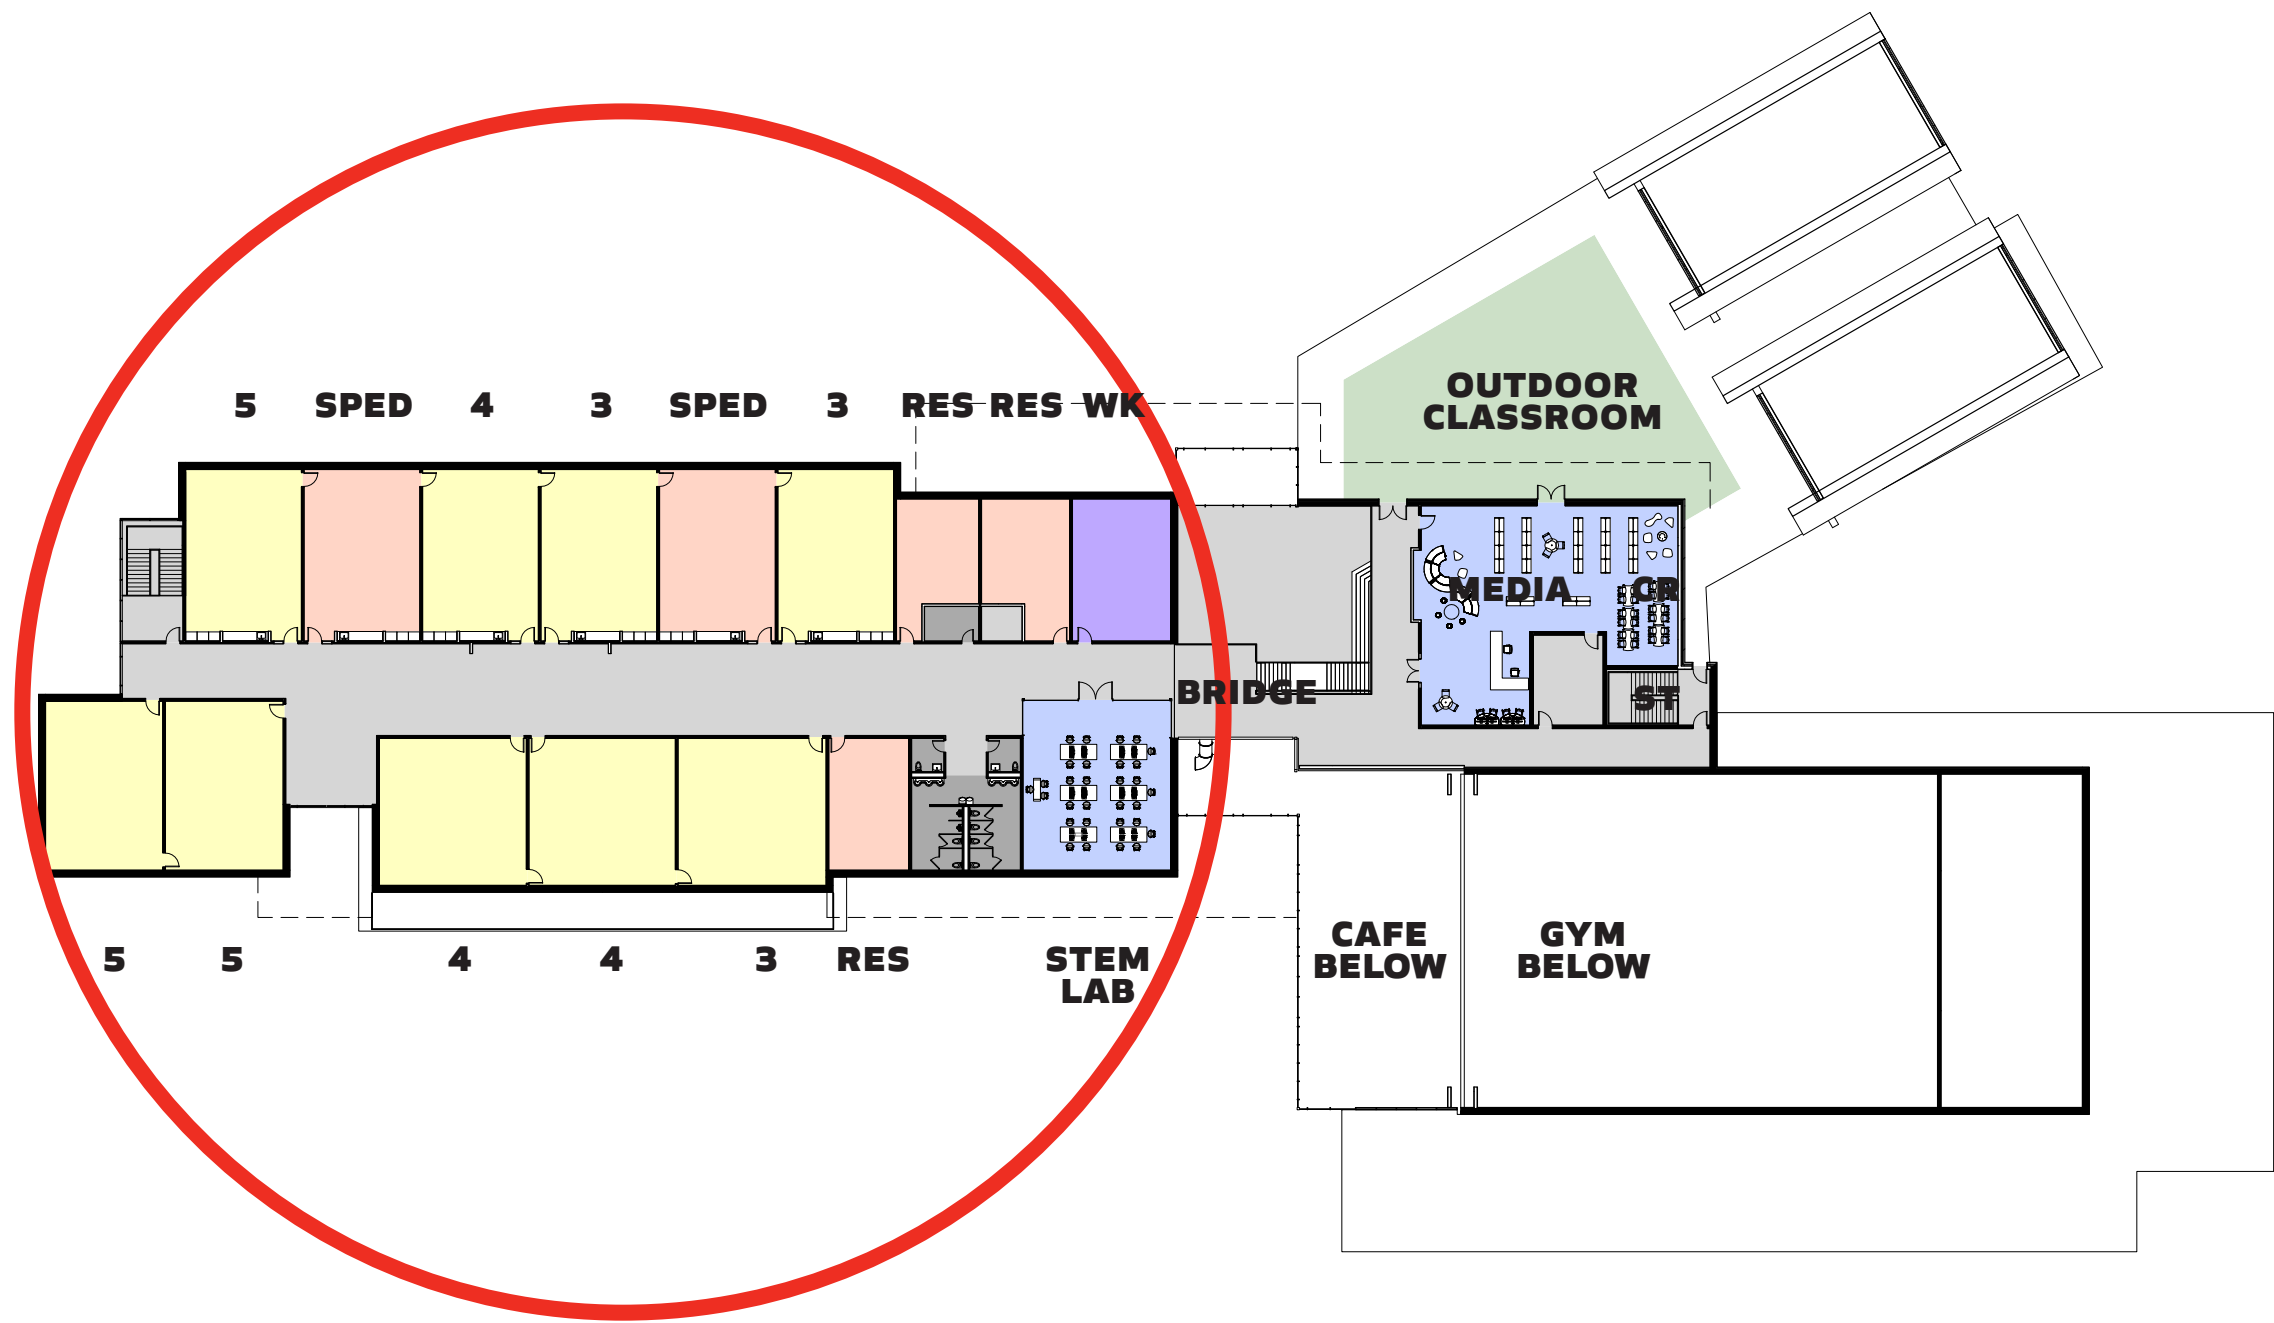 5 SPED 4 3 SPED 3 RES RES WK
OUTDOOR
CLASSROOM
MEDIA CR
BRIDGE ST
5 5 4 4 3 RES STEM
LAB
CAFE
BELOW
GYM
BELOW